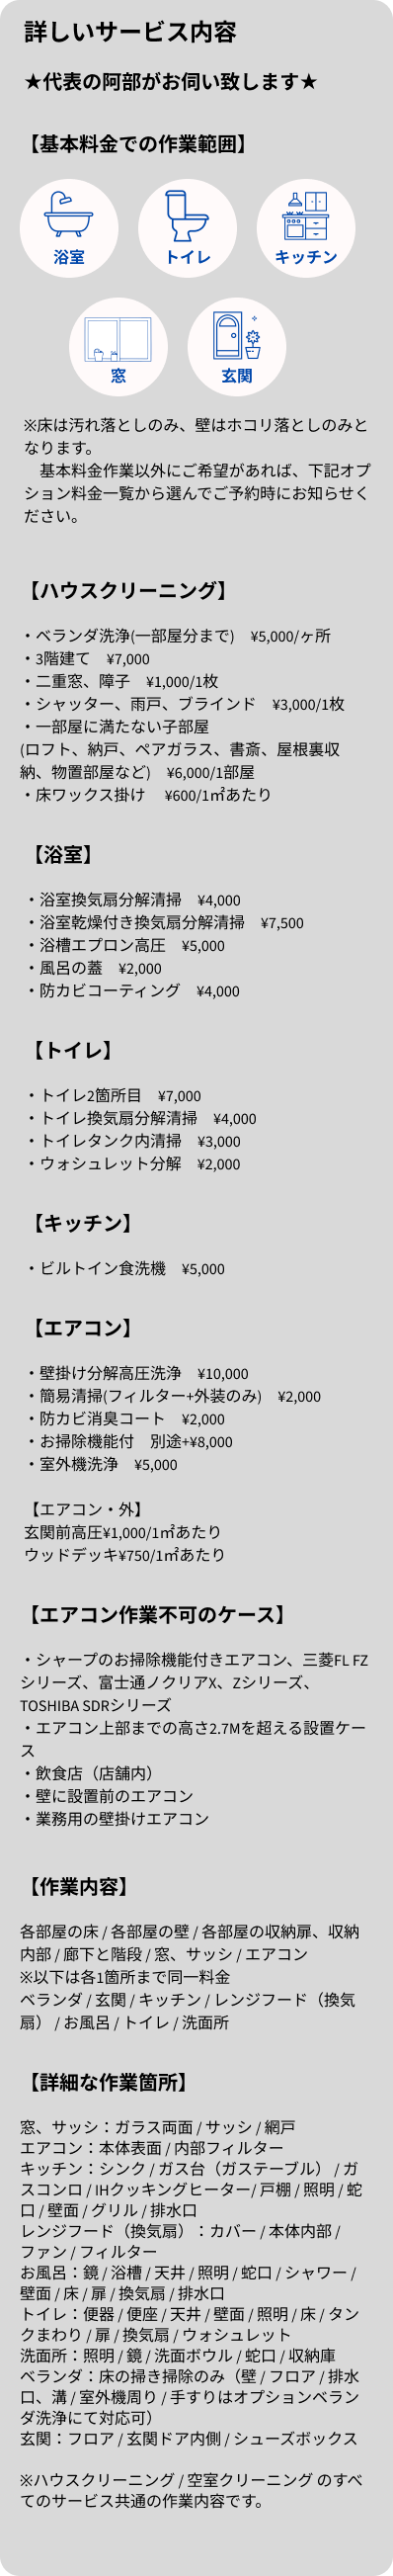 詳しいサービス内容
★代表の阿部がお伺い致します★
【基本料金での作業範囲】
浴室
トイレ
キッチン
窓
玄関
※床は汚れ落としのみ、壁はホコリ落としのみと
なります。
基本料金作業以外にご希望があれば、下記オプ
ション料金一覧から選んでご予約時にお知らせく
ださい。
【ハウスクリーニング】
・ベランダ洗浄(一部屋分まで)　¥5,000/ヶ所
・3階建て　¥7,000
・二重窓、障子　¥1,000/1枚
・シャッター、雨戸、ブラインド　¥3,000/1枚
・一部屋に満たない子部屋
(ロフト、納戸、ペアガラス、書斎、屋根裏収
納、物置部屋など)　¥6,000/1部屋
・床ワックス掛け　 ¥600/1㎡あたり
【浴室】
・浴室換気扇分解清掃　¥4,000
・浴室乾燥付き換気扇分解清掃　¥7,500
・浴槽エプロン高圧　¥5,000
・風呂の蓋　¥2,000
・防カビコーティング　¥4,000
【トイレ】
・トイレ2箇所目　¥7,000
・トイレ換気扇分解清掃　¥4,000
・トイレタンク内清掃　¥3,000
・ウォシュレット分解　¥2,000
【キッチン】
・ビルトイン食洗機　¥5,000
【エアコン】
・壁掛け分解高圧洗浄　¥10,000
・簡易清掃(フィルター+外装のみ)　¥2,000
・防カビ消臭コート　¥2,000
・お掃除機能付　別途+¥8,000
・室外機洗浄　¥5,000
【エアコン・外】
玄関前高圧¥1,000/1㎡あたり
ウッドデッキ¥750/1㎡あたり
【エアコン作業不可のケース】
・シャープのお掃除機能付きエアコン、三菱FL FZ
シリーズ、富士通ノクリアX、Zシリーズ、
TOSHIBA SDRシリーズ
・エアコン上部までの高さ2.7Mを超える設置ケー
ス
・飲食店（店舗内）
・壁に設置前のエアコン
・業務用の壁掛けエアコン
【作業内容】
各部屋の床 / 各部屋の壁 / 各部屋の収納扉、収納
内部 / 廊下と階段 / 窓、サッシ / エアコン
※以下は各1箇所まで同一料金
ベランダ / 玄関 / キッチン / レンジフード（換気
扇） / お風呂 / トイレ / 洗面所
【詳細な作業箇所】
窓、サッシ：ガラス両面 / サッシ / 網戸
エアコン：本体表面 / 内部フィルター
キッチン：シンク / ガス台（ガステーブル） / ガ
スコンロ / IHクッキングヒーター/ 戸棚 / 照明 / 蛇
口 / 壁面 / グリル / 排水口
レンジフード（換気扇）：カバー / 本体内部 /
ファン / フィルター
お風呂：鏡 / 浴槽 / 天井 / 照明 / 蛇口 / シャワー /
壁面 / 床 / 扉 / 換気扇 / 排水口
トイレ：便器 / 便座 / 天井 / 壁面 / 照明 / 床 / タン
クまわり / 扉 / 換気扇 / ウォシュレット
洗面所：照明 / 鏡 / 洗面ボウル / 蛇口 / 収納庫
ベランダ：床の掃き掃除のみ（壁 / フロア / 排水
口、溝 / 室外機周り / 手すりはオプションベラン
ダ洗浄にて対応可）
玄関：フロア / 玄関ドア内側 / シューズボックス
※ハウスクリーニング / 空室クリーニング のすべ
てのサービス共通の作業内容です。